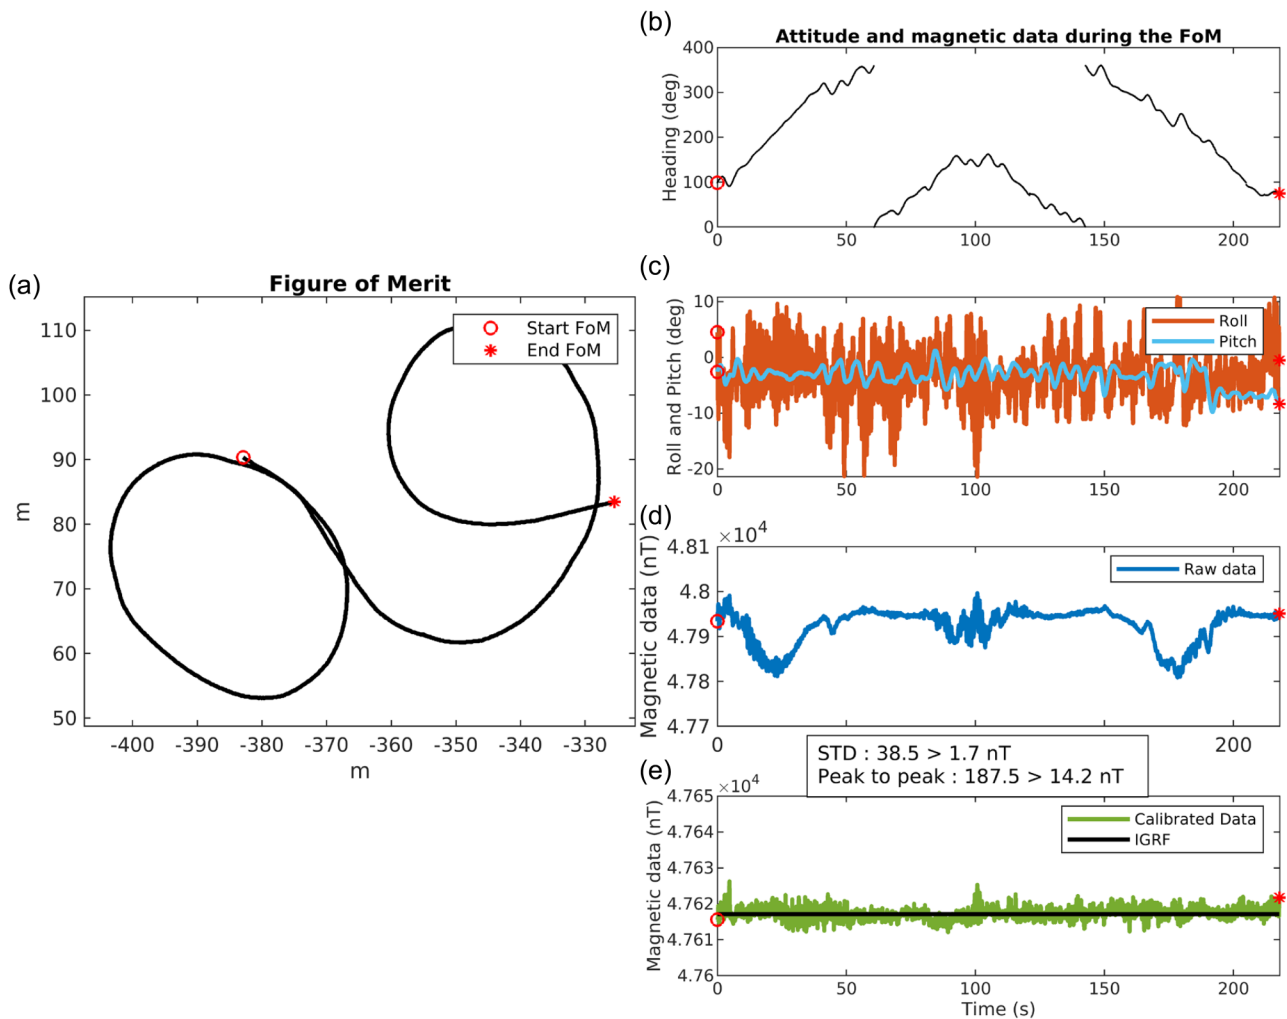 (b)
Attitude and magnetic data during the FoM
Heading (deg)
400
300
200
100
0
0 50 100 150 200
(c)
Roll and Pitch (deg)
10
0
-10
-20
Roll
Pitch
0 50 100 150 200
(a)
Figure of Merit
Start FoM
End FoM
m
110
100
90
80
70
60
50
-400 -390 -380 -370 -360 -350 -340 -330
m
(d)
×10⁴
Magnetic data (nT)
4.81
4.8
4.79
4.78
4.77
Raw data
0 50 100 150 200
STD : 38.5 > 1.7 nT
Peak to peak : 187.5 > 14.2 nT
(e)
×10⁴
Magnetic data (nT)
4.765
4.764
4.763
4.762
4.761
4.76
Calibrated Data
IGRF
0 50 100 150 200
Time (s)